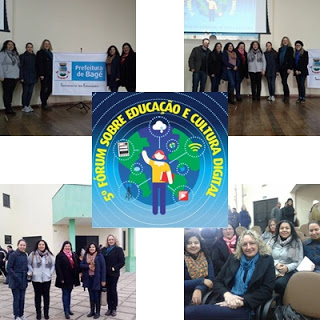 Prefeitura
de Bagé
5º FÓRUM SOBRE EDUCAÇÃO E CULTURA DIGITAL